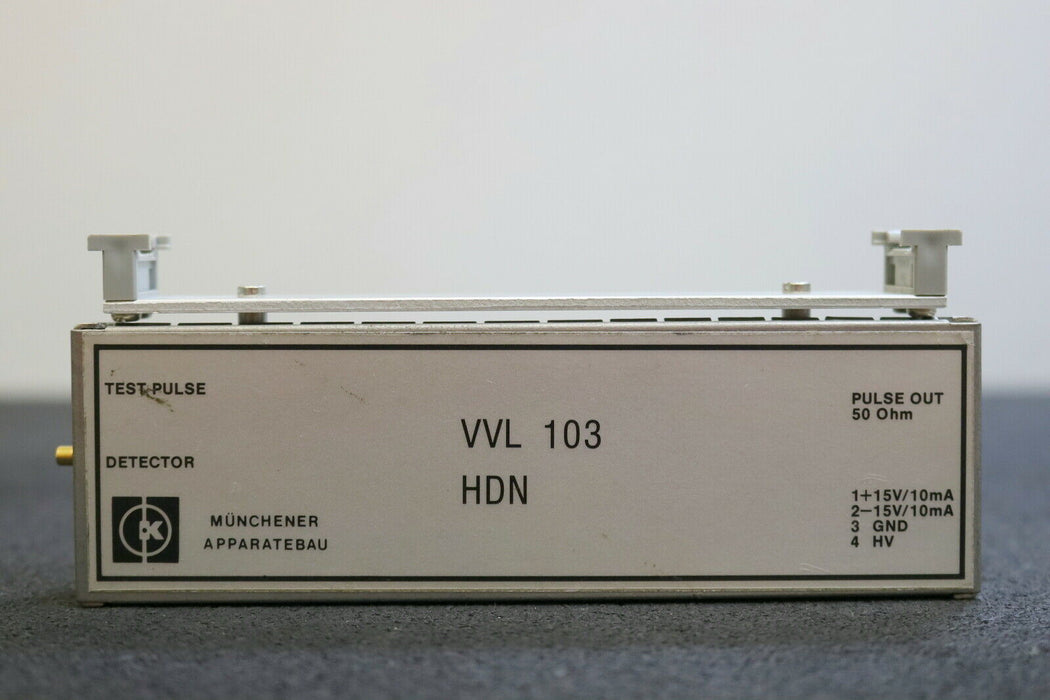 TEST PULSE
DETECTOR
K
MÜNCHENER
APPARATEBAU
VVL 103
HDN
PULSE OUT
50 Ohm
1+15V/10mA
2−15V/10mA
3 GND
4 HV